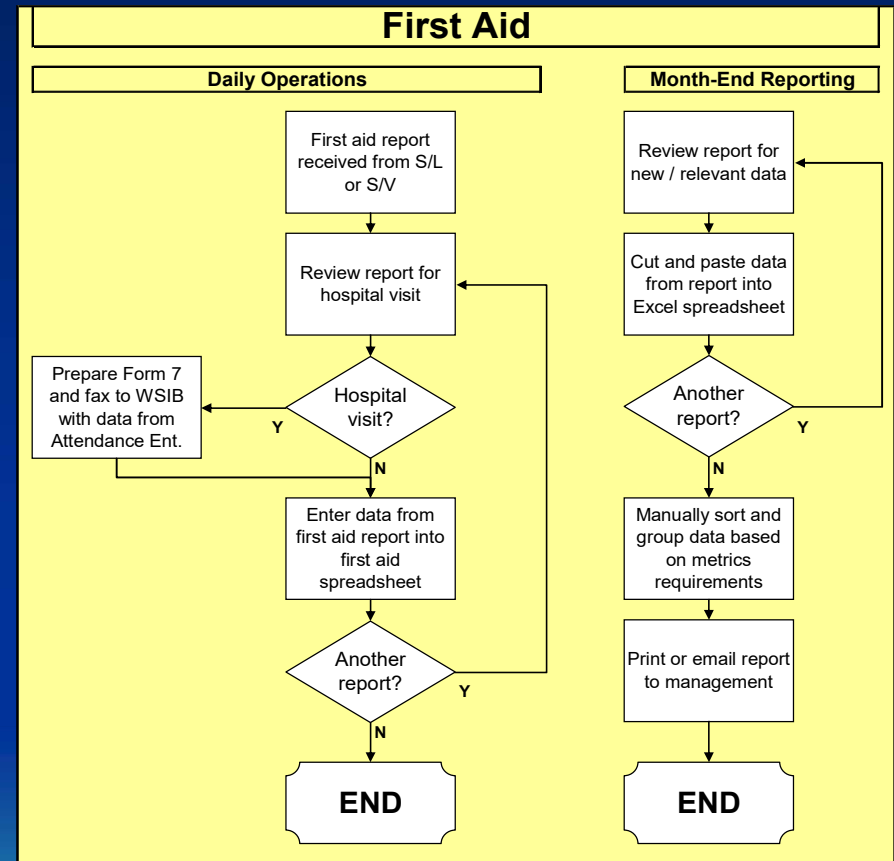 First Aid
Daily Operations
First aid report
received from S/L
or S/V
Review report for
hospital visit
Hospital
visit?
Y
N
Prepare Form 7
and fax to WSIB
with data from
Attendance Ent.
Enter data from
first aid report into
first aid
spreadsheet
Another
report?
Y
N
END
Month-End Reporting
Review report for
new / relevant data
Cut and paste data
from report into
Excel spreadsheet
Another
report?
Y
N
Manually sort and
group data based
on metrics
requirements
Print or email report
to management
END